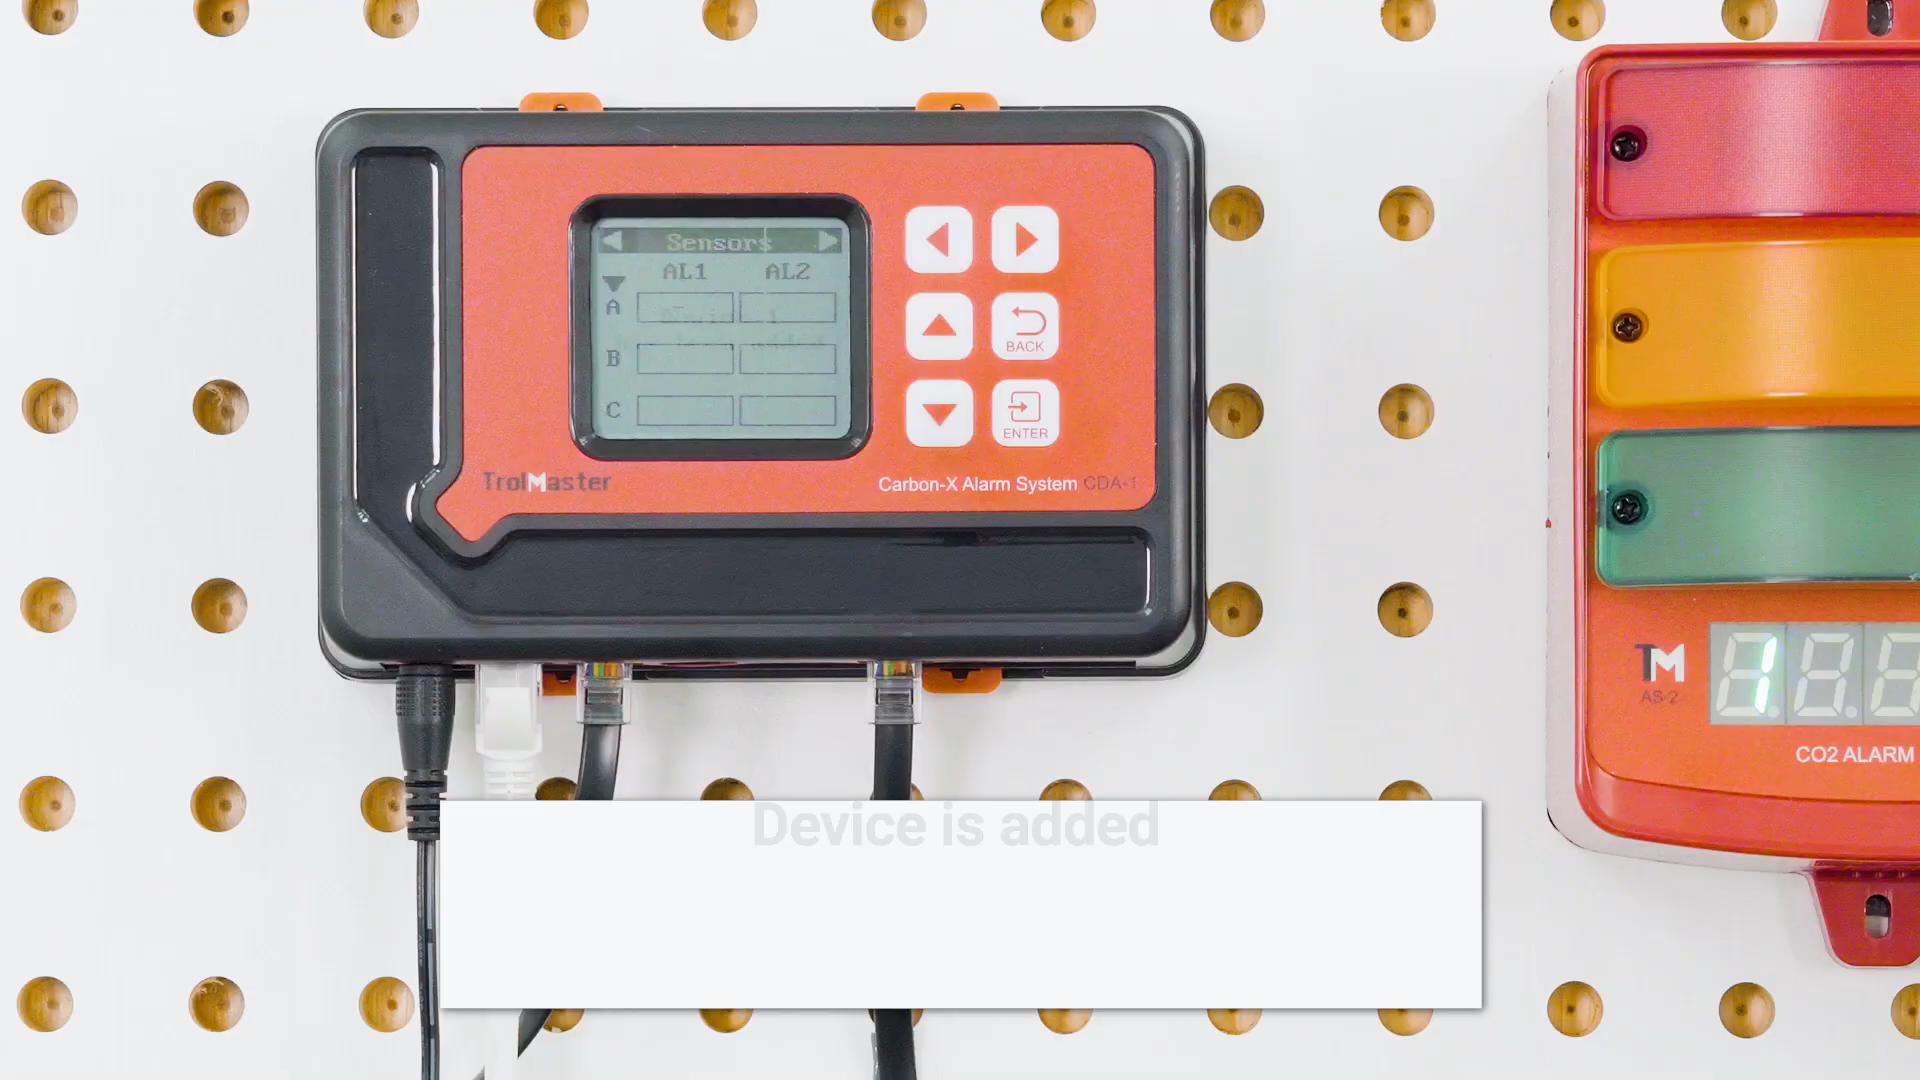 Sensors
AL1 AL2
A
B
C
BACK
ENTER
TrolMaster
Carbon-X Alarm System CDA-1
TM
AS-2
1
CO2 ALARM
Device is added